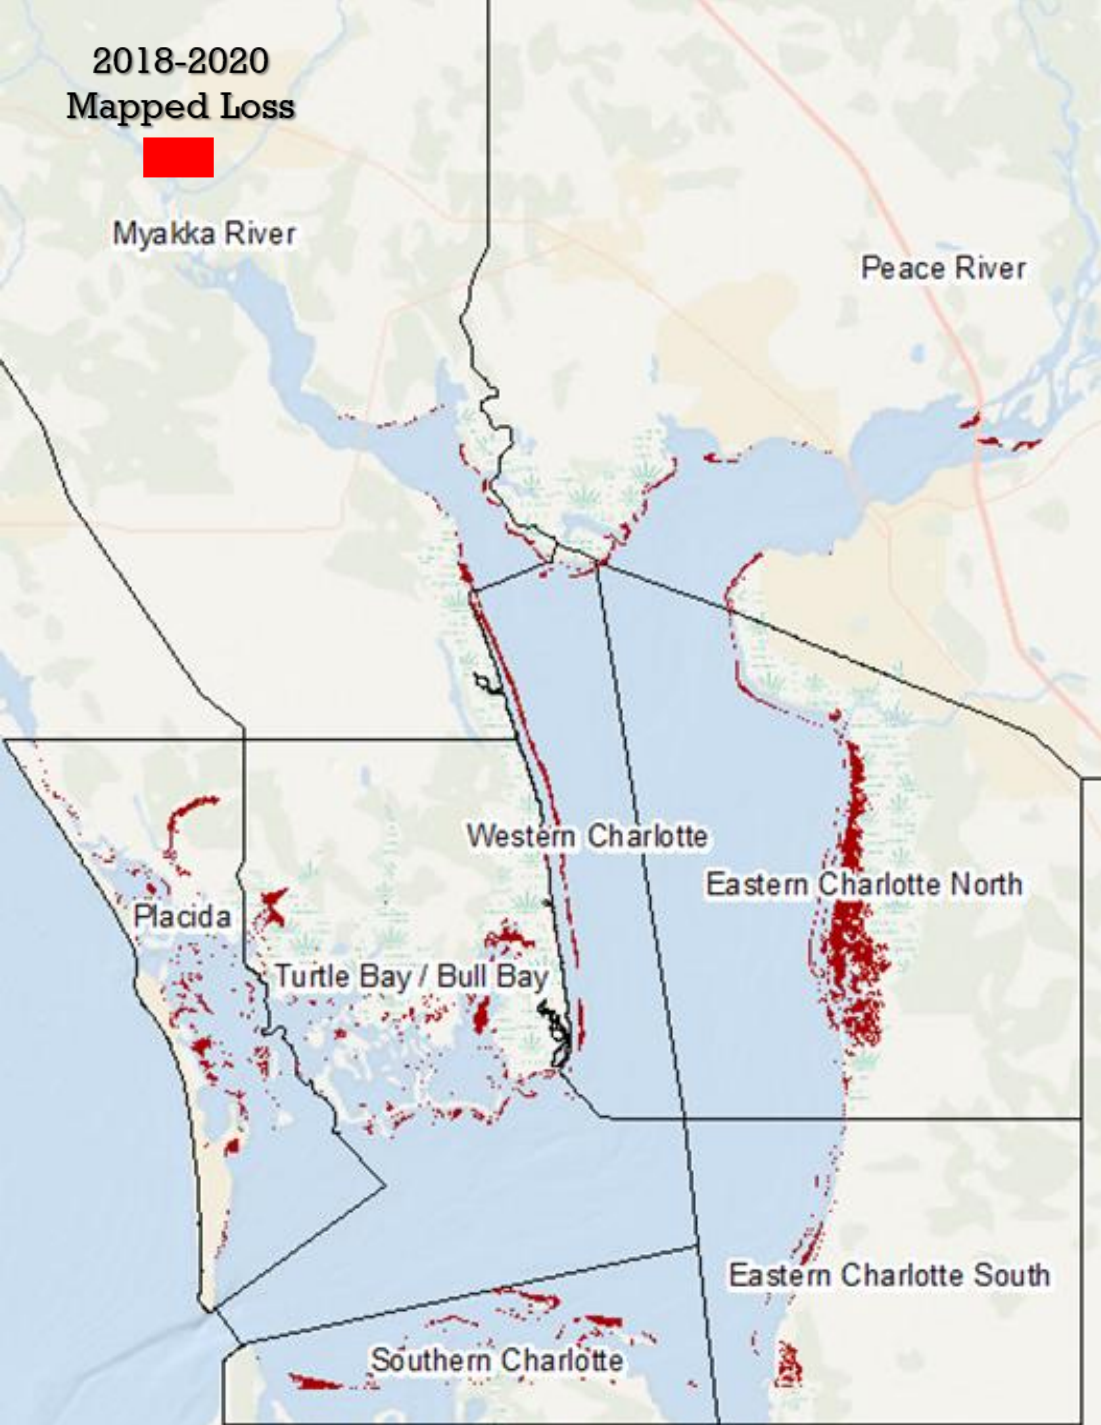 2018-2020
Mapped Loss
Myakka River
Peace River
Western Charlotte
Eastern Charlotte North
Placida
Turtle Bay / Bull Bay
Eastern Charlotte South
Southern Charlotte